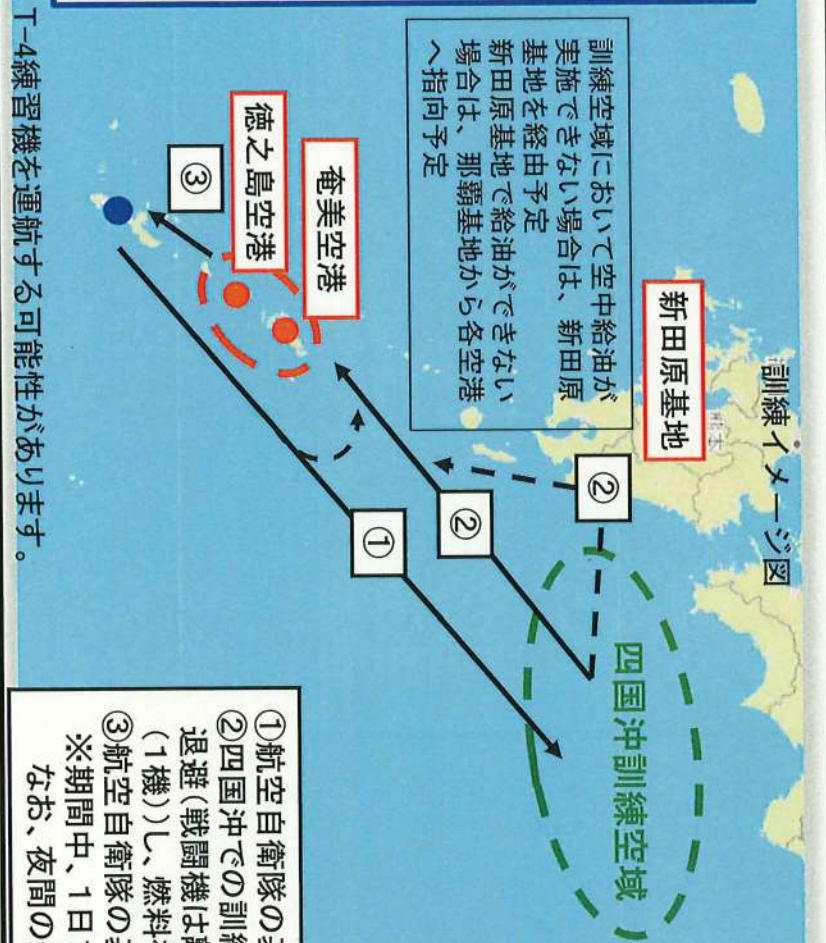 訓練イメージ図
新田原基地
訓練空域において空中給油が
実施できない場合は、新田原
基地を経由予定
新田原基地で給油ができない
場合は、那覇基地から各空港
へ指向予定
奄美空港
徳之島空港
③
②
②
①
四国沖訓練空域
①航空自衛隊の
②四国沖での訓練
退避(戦闘機は
(1機))し、燃料
③航空自衛隊の
※期間中、1日
なお、夜間の
T-4練習機を運航する可能性があります。